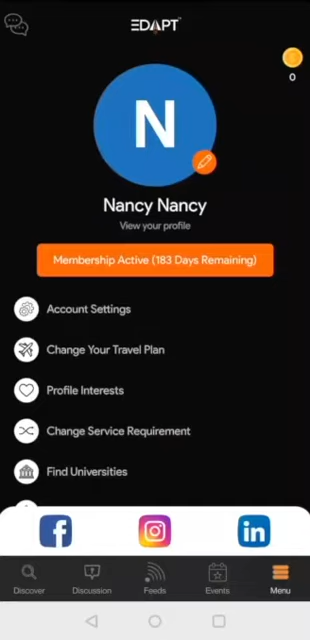 EDAPT
0
N
Nancy Nancy
View your profile
Membership Active (183 Days Remaining)
Account Settings
Change Your Travel Plan
Profile Interests
Change Service Requirement
Find Universities
f
in
Discover
Discussion
Feeds
Events
Menu